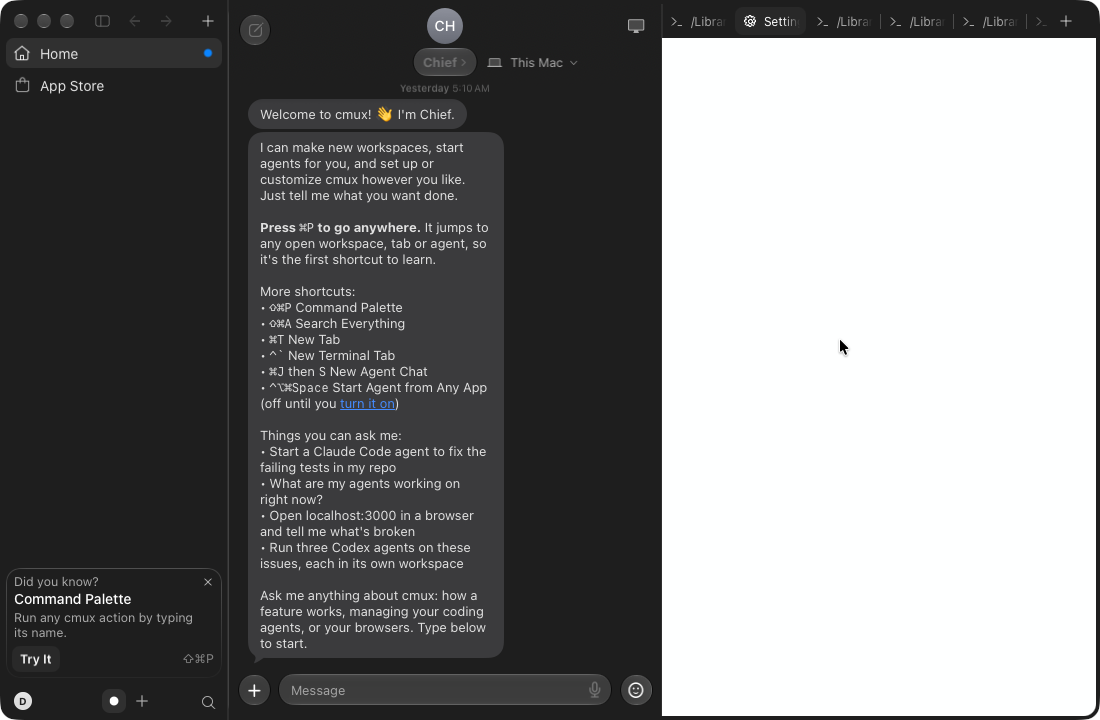 /Librar
Settin
/Librar
/Librar
/Librar
Home
App Store
CH
Chief
This Mac
Yesterday 5:10 AM
Welcome to cmux! 👋 I'm Chief.
I can make new workspaces, start
agents for you, and set up or
customize cmux however you like.
Just tell me what you want done.
Press ⌘P to go anywhere. It jumps to
any open workspace, tab or agent, so
it's the first shortcut to learn.
More shortcuts:
• ⇧⌘P Command Palette
• ⇧⌘A Search Everything
• ⌘T New Tab
• ^` New Terminal Tab
• ⌘J then S New Agent Chat
• ^⌥⌘Space Start Agent from Any App
(off until you turn it on)
Things you can ask me:
• Start a Claude Code agent to fix the
failing tests in my repo
• What are my agents working on
right now?
• Open localhost:3000 in a browser
and tell me what's broken
• Run three Codex agents on these
issues, each in its own workspace
Ask me anything about cmux: how a
feature works, managing your coding
agents, or your browsers. Type below
to start.
Did you know?
Command Palette
Run any cmux action by typing
its name.
Try It
⇧⌘P
D
Message